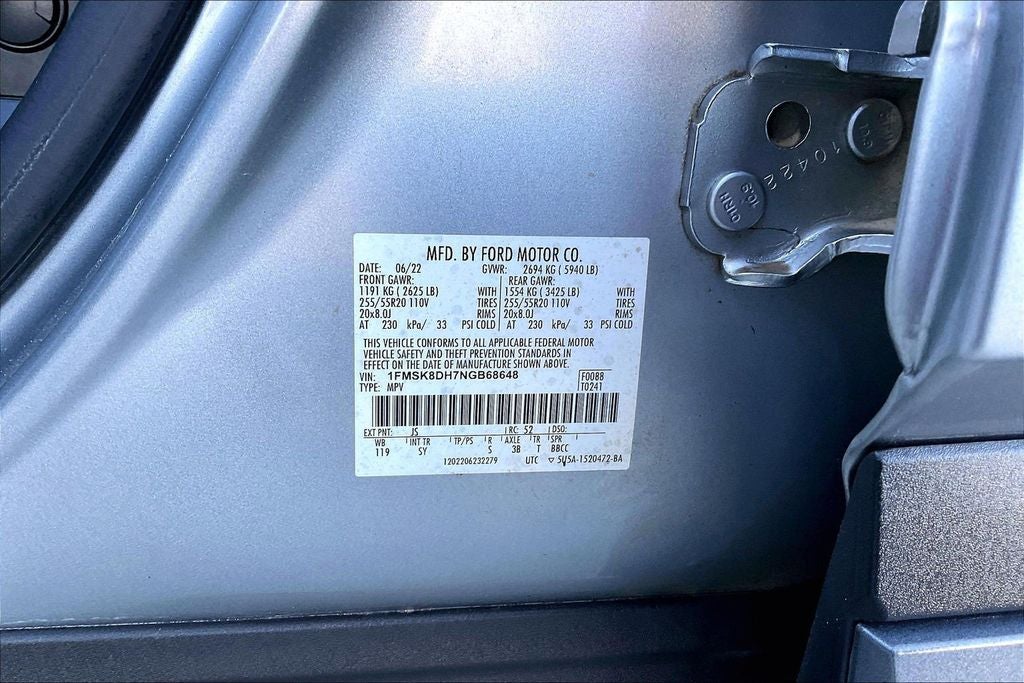 MFD. BY FORD MOTOR CO.
DATE: 06/22 GVWR: 2694 KG ( 5940 LB)
FRONT GAWR: REAR GAWR:
1191 KG ( 2625 LB) WITH 1554 KG ( 3425 LB) WITH
255/55R20 110V TIRES 255/55R20 110V TIRES
20x8.0J RIMS 20x8.0J RIMS
AT 230 kPa/ 33 PSI COLD AT 230 kPa/ 33 PSI COLD
THIS VEHICLE CONFORMS TO ALL APPLICABLE FEDERAL MOTOR
VEHICLE SAFETY AND THEFT PREVENTION STANDARDS IN
EFFECT ON THE DATE OF MANUFACTURE SHOWN ABOVE.
VIN: 1FMSK8DH7NGB68648 F0088
TYPE: MPV T0241
EXT PNT: JS RC: 52 DSO:
WB INT TR TP/PS R AXLE TR SPR
119 SY S 3B T BBCC
1202206232279 UTC ▽ 5U5A-1520472-BA
10422
10.9